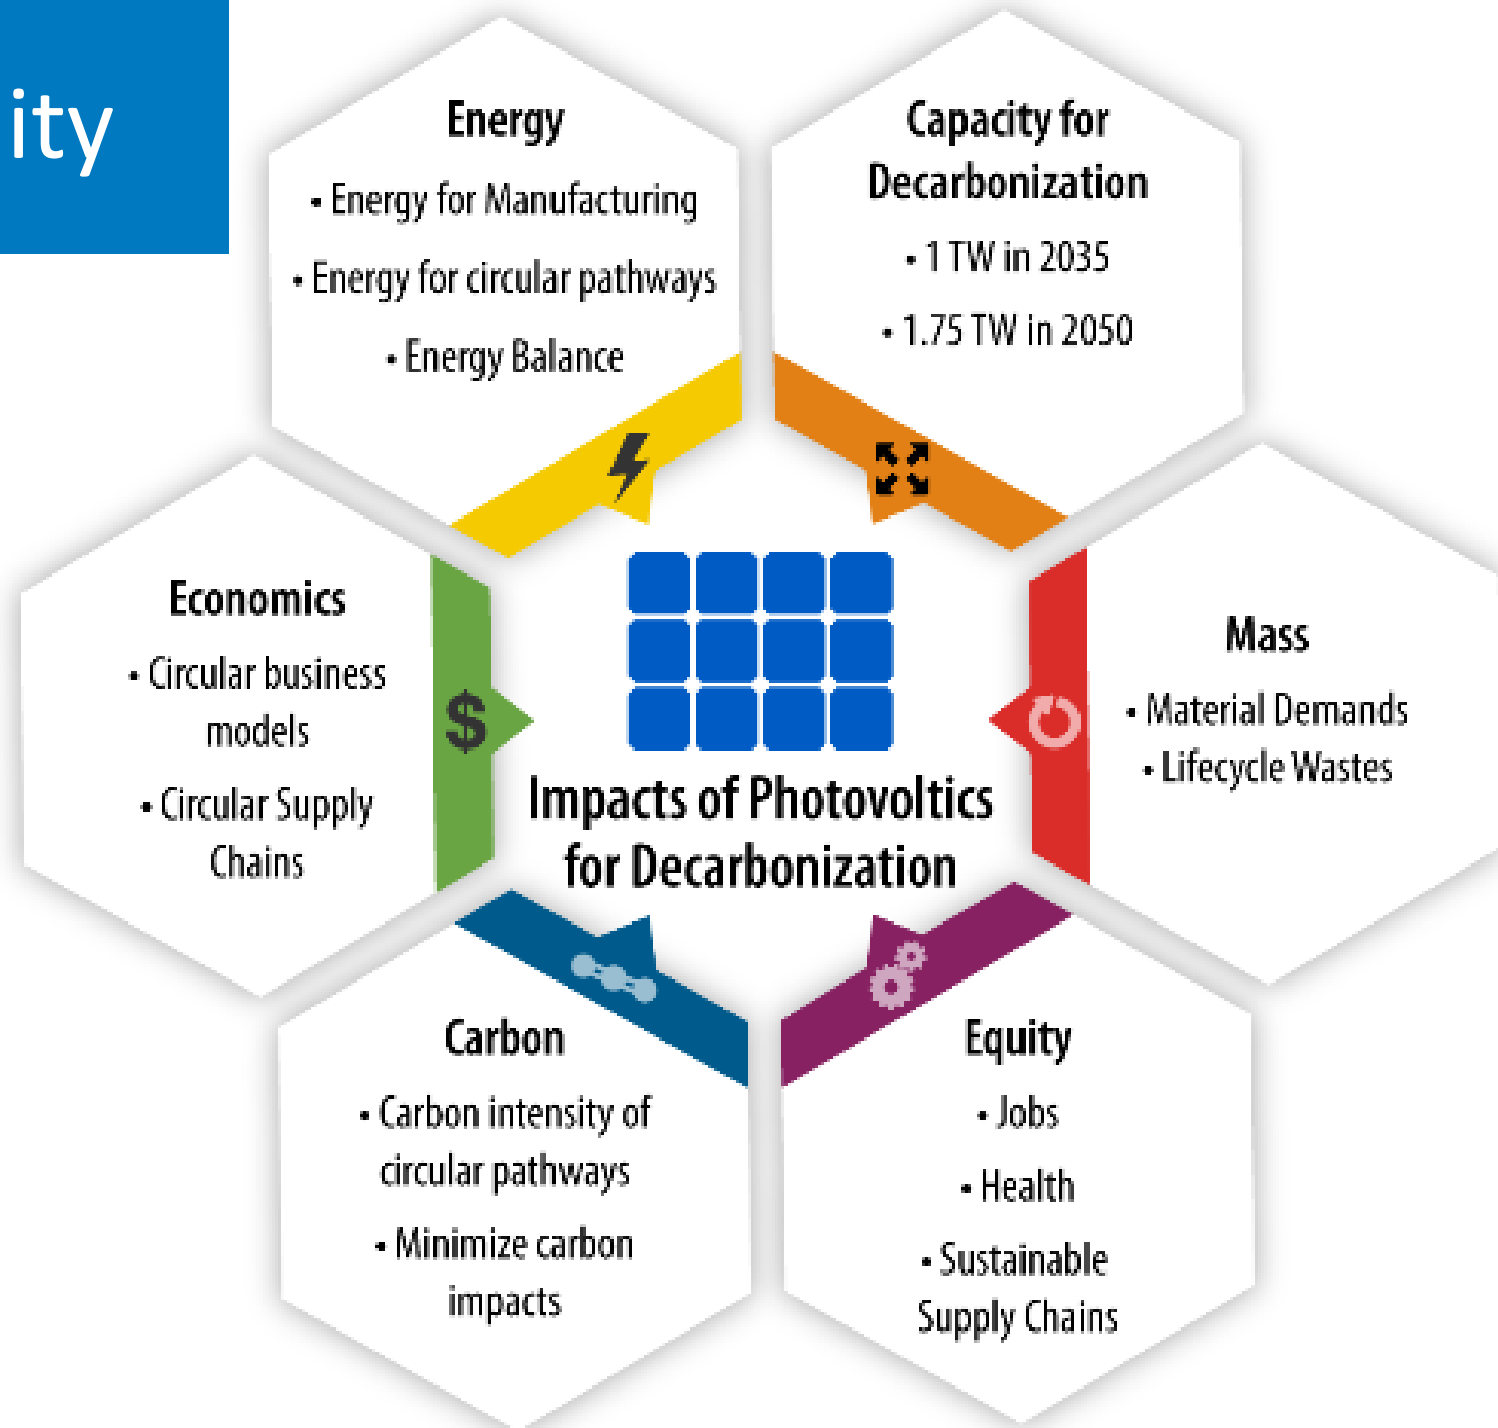 ity
Energy
• Energy for Manufacturing
• Energy for circular pathways
• Energy Balance
Capacity for
Decarbonization
• 1 TW in 2035
• 1.75 TW in 2050
Economics
• Circular business
models
• Circular Supply
Chains
$
Impacts of Photovoltics
for Decarbonization
Mass
• Material Demands
• Lifecycle Wastes
Carbon
• Carbon intensity of
circular pathways
• Minimize carbon
impacts
Equity
• Jobs
• Health
• Sustainable
Supply Chains